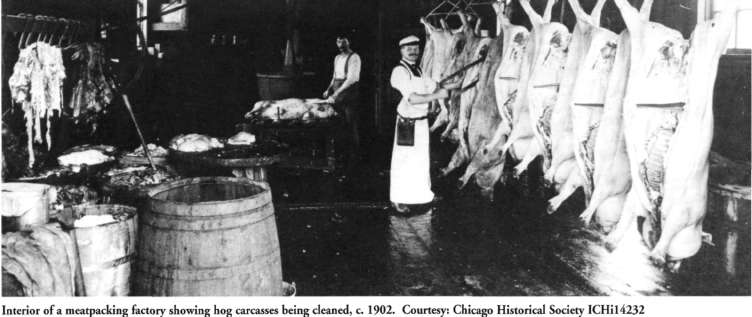 Interior of a meatpacking factory showing hog carcasses being cleaned, c. 1902. Courtesy: Chicago Historical Society ICHi14232